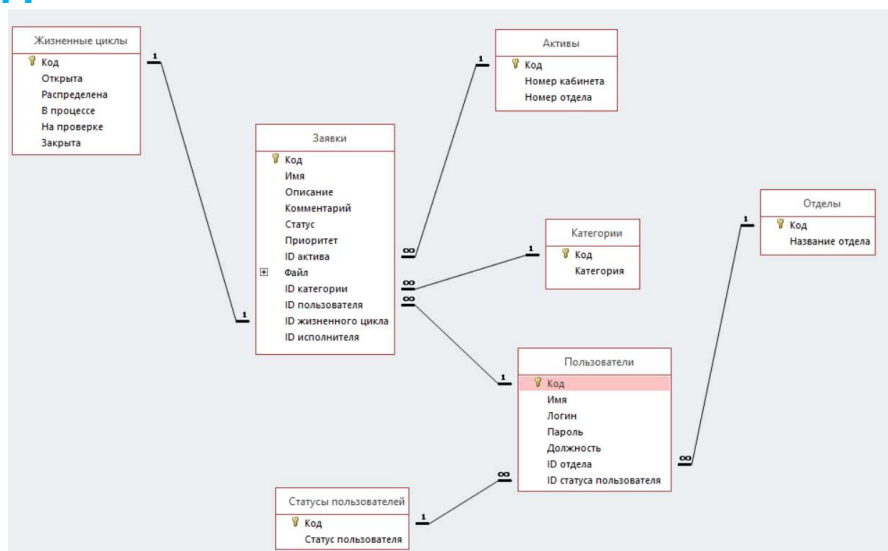 Жизненные циклы
Код
Открыта
Распределена
В процессе
На проверке
Закрыта
1
1
Заявки
Код
Имя
Описание
Комментарий
Статус
Приоритет
ID актива
Файл
ID категории
ID пользователя
ID жизненного цикла
ID исполнителя
∞
∞
∞
1
Активы
Код
Номер кабинета
Номер отдела
1
Категории
Код
Категория
1
Отделы
Код
Название отдела
1
Пользователи
Код
Имя
Логин
Пароль
Должность
ID отдела
ID статуса пользователя
∞
∞
Статусы пользователей
Код
Статус пользователя
1